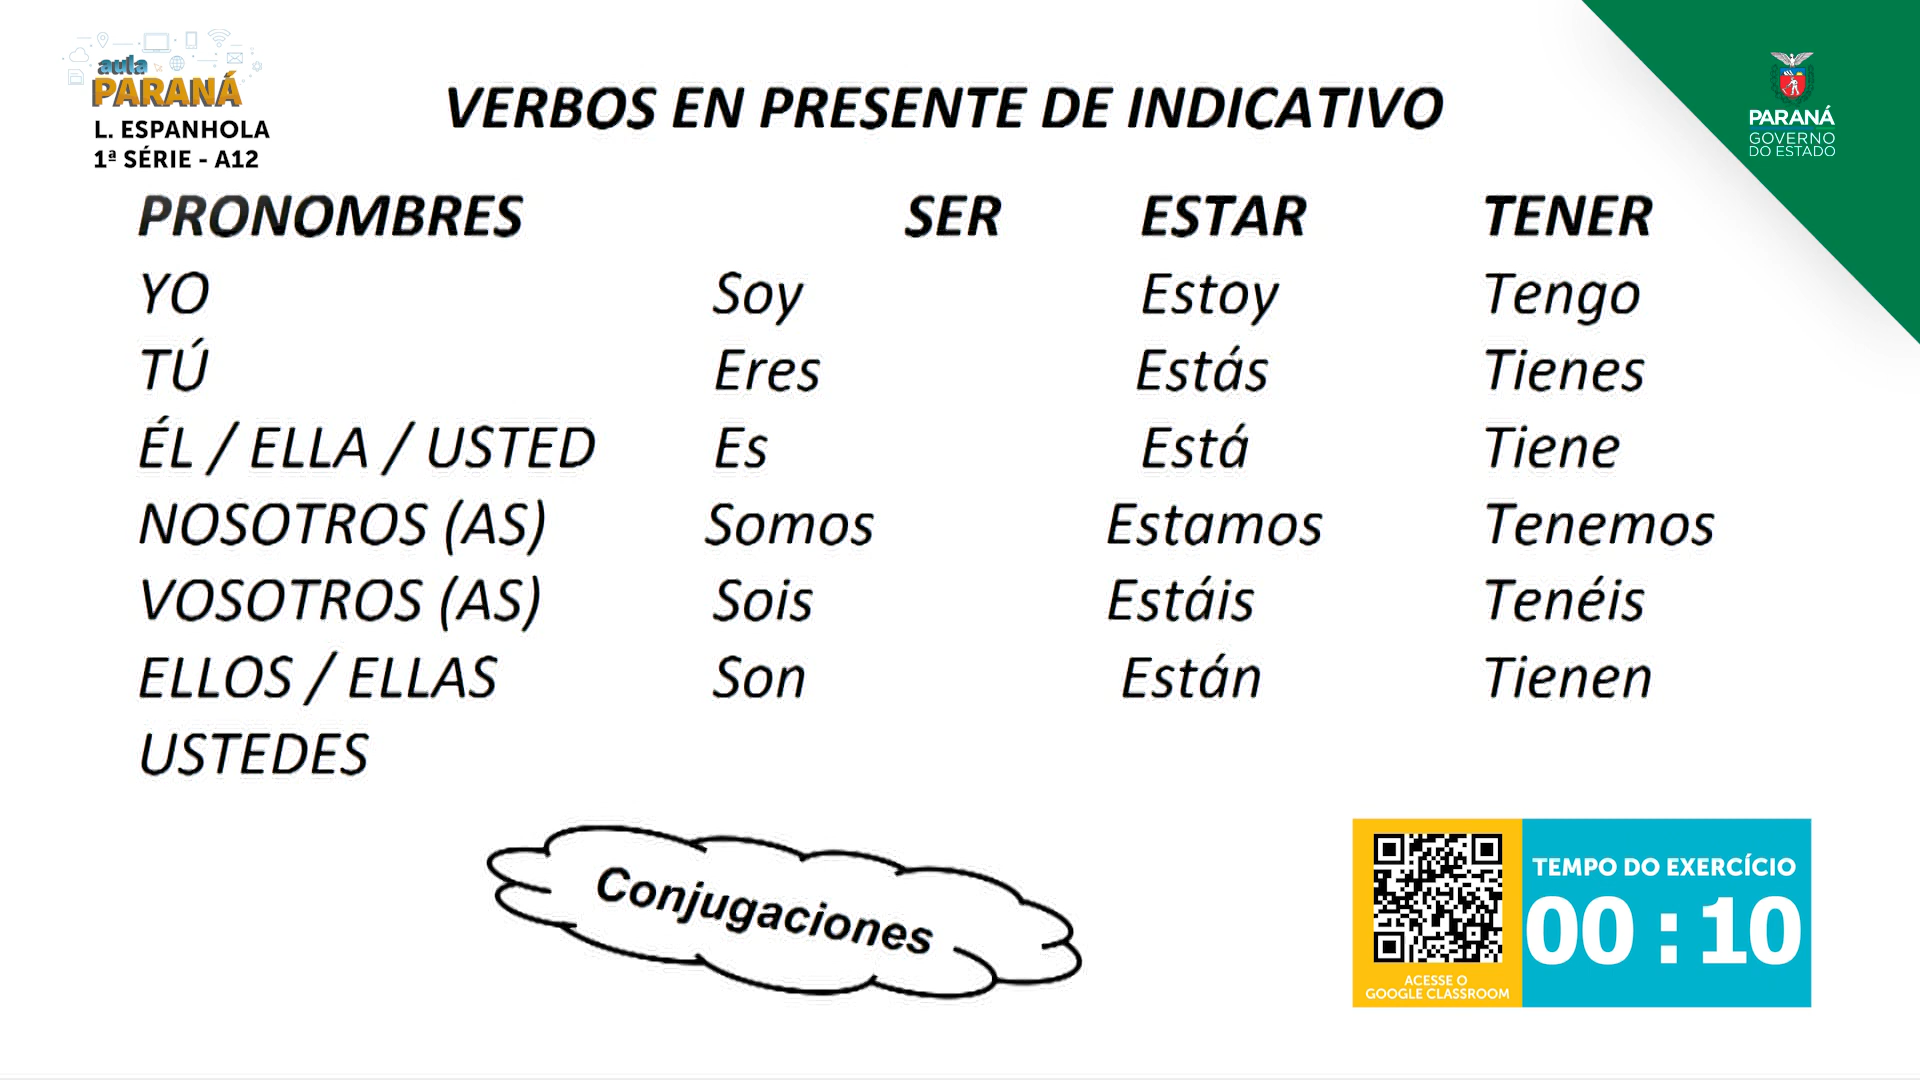 aula
PARANÁ
L. ESPANHOLA
1ª SÉRIE - A12
VERBOS EN PRESENTE DE INDICATIVO
PARANÁ
GOVERNO
DO ESTADO
PRONOMBRES SER ESTAR TENER
YO Soy Estoy Tengo
TÚ Eres Estás Tienes
ÉL / ELLA / USTED Es Está Tiene
NOSOTROS (AS) Somos Estamos Tenemos
VOSOTROS (AS) Sois Estáis Tenéis
ELLOS / ELLAS Son Están Tienen
USTEDES
Conjugaciones
TEMPO DO EXERCÍCIO
00 : 10
ACESSE O
GOOGLE CLASSROOM